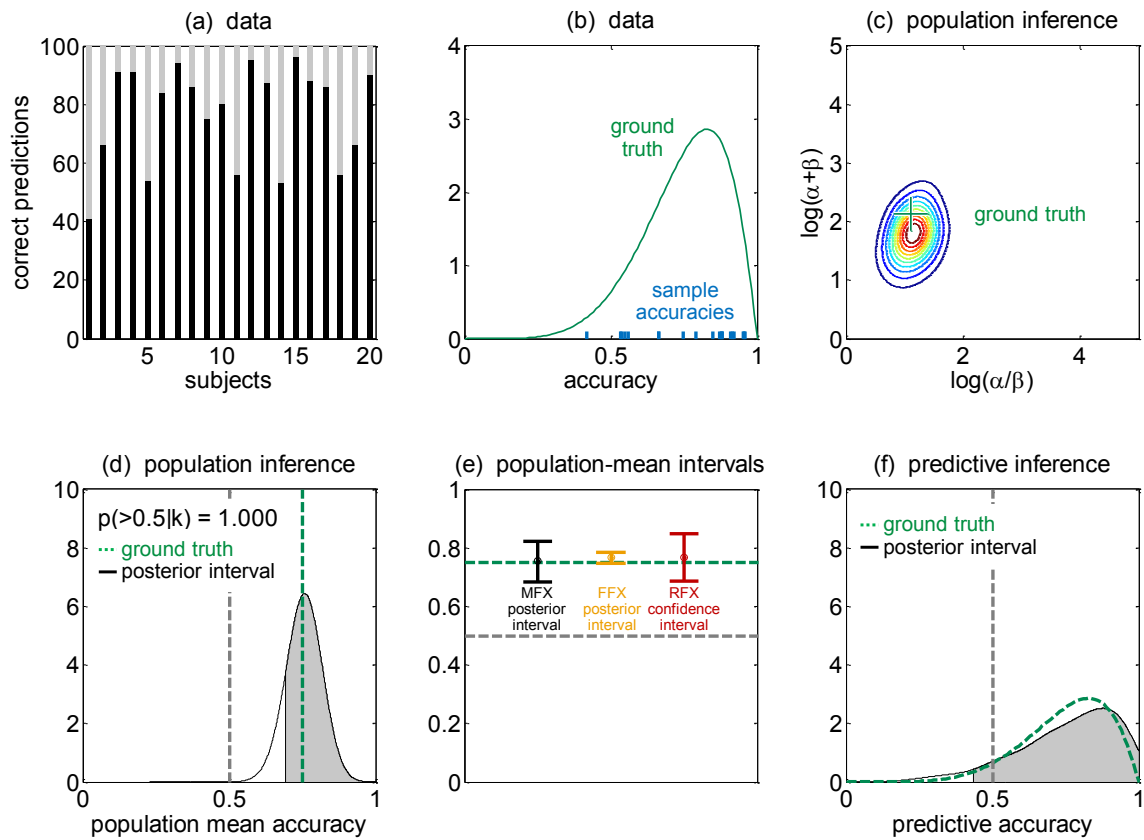 (a) data
correct predictions
100
80
60
40
20
0
5
10
15
20
subjects
(b) data
4
3
2
1
0
0
0.5
1
ground
truth
sample
accuracies
accuracy
(c) population inference
log(α+β)
5
4
3
2
1
0
0
2
4
ground truth
log(α/β)
(d) population inference
10
8
6
4
2
0
p(>0.5|k) = 1.000
ground truth
posterior interval
0
0.5
1
population mean accuracy
(e) population-mean intervals
1
0.8
0.6
0.4
0.2
0
MFX
posterior
interval
FFX
posterior
interval
RFX
confidence
interval
(f) predictive inference
10
8
6
4
2
0
ground truth
posterior interval
0
0.5
1
predictive accuracy